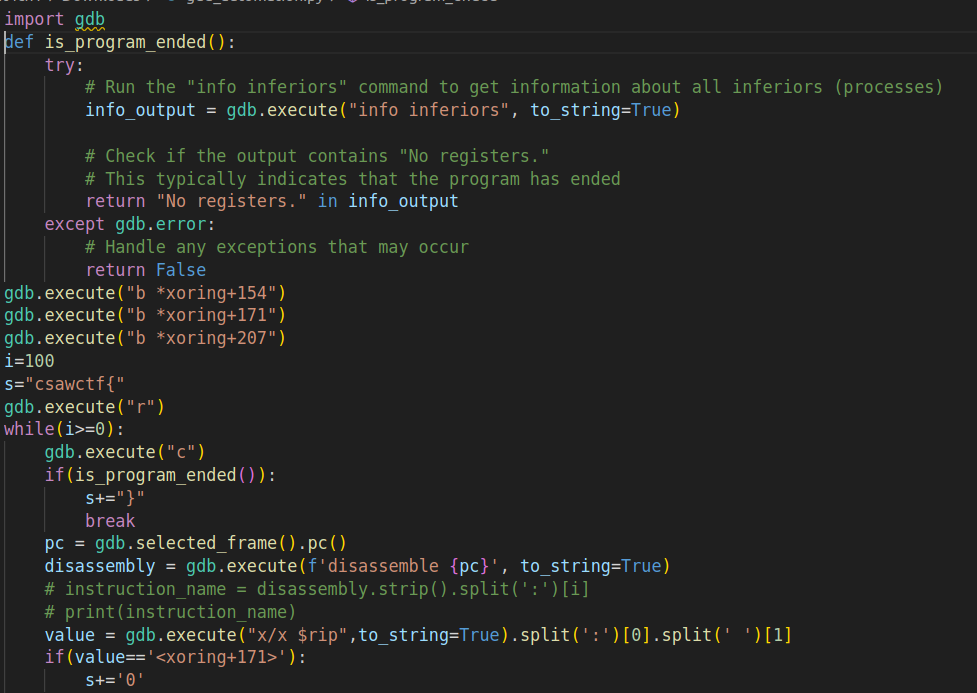 import gdb
def is_program_ended():
    try:
        # Run the "info inferiors" command to get information about all inferiors (processes)
        info_output = gdb.execute("info inferiors", to_string=True)

        # Check if the output contains "No registers."
        # This typically indicates that the program has ended
        return "No registers." in info_output
    except gdb.error:
        # Handle any exceptions that may occur
        return False
gdb.execute("b *xoring+154")
gdb.execute("b *xoring+171")
gdb.execute("b *xoring+207")
i=100
s="csawctf{"
gdb.execute("r")
while(i>=0):
    gdb.execute("c")
    if(is_program_ended()):
        s+="}"
        break
    pc = gdb.selected_frame().pc()
    disassembly = gdb.execute(f'disassemble {pc}', to_string=True)
    # instruction_name = disassembly.strip().split(':')[i]
    # print(instruction_name)
    value = gdb.execute("x/x $rip",to_string=True).split(':')[0].split(' ')[1]
    if(value=='<xoring+171>'):
        s+='0'